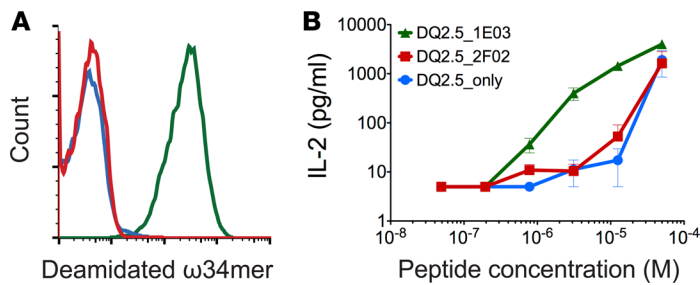 A
Count
Deamidated ω34mer
B
DQ2.5_1E03
DQ2.5_2F02
DQ2.5_only
IL-2 (pg/ml)
10000
1000
100
10
1
10-8 10-7 10-6 10-5 10-4
Peptide concentration (M)